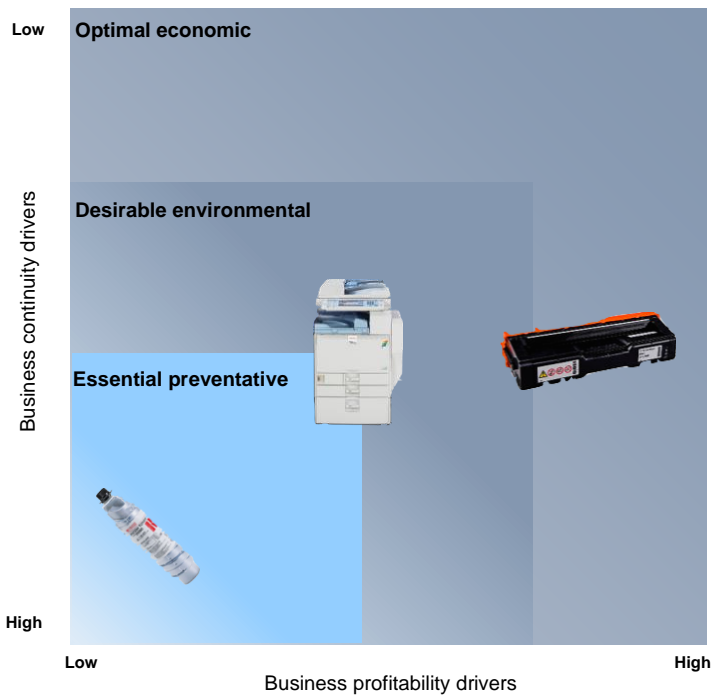 Low
Optimal economic
Desirable environmental
Business continuity drivers
Essential preventative
High
Low
High
Business profitability drivers